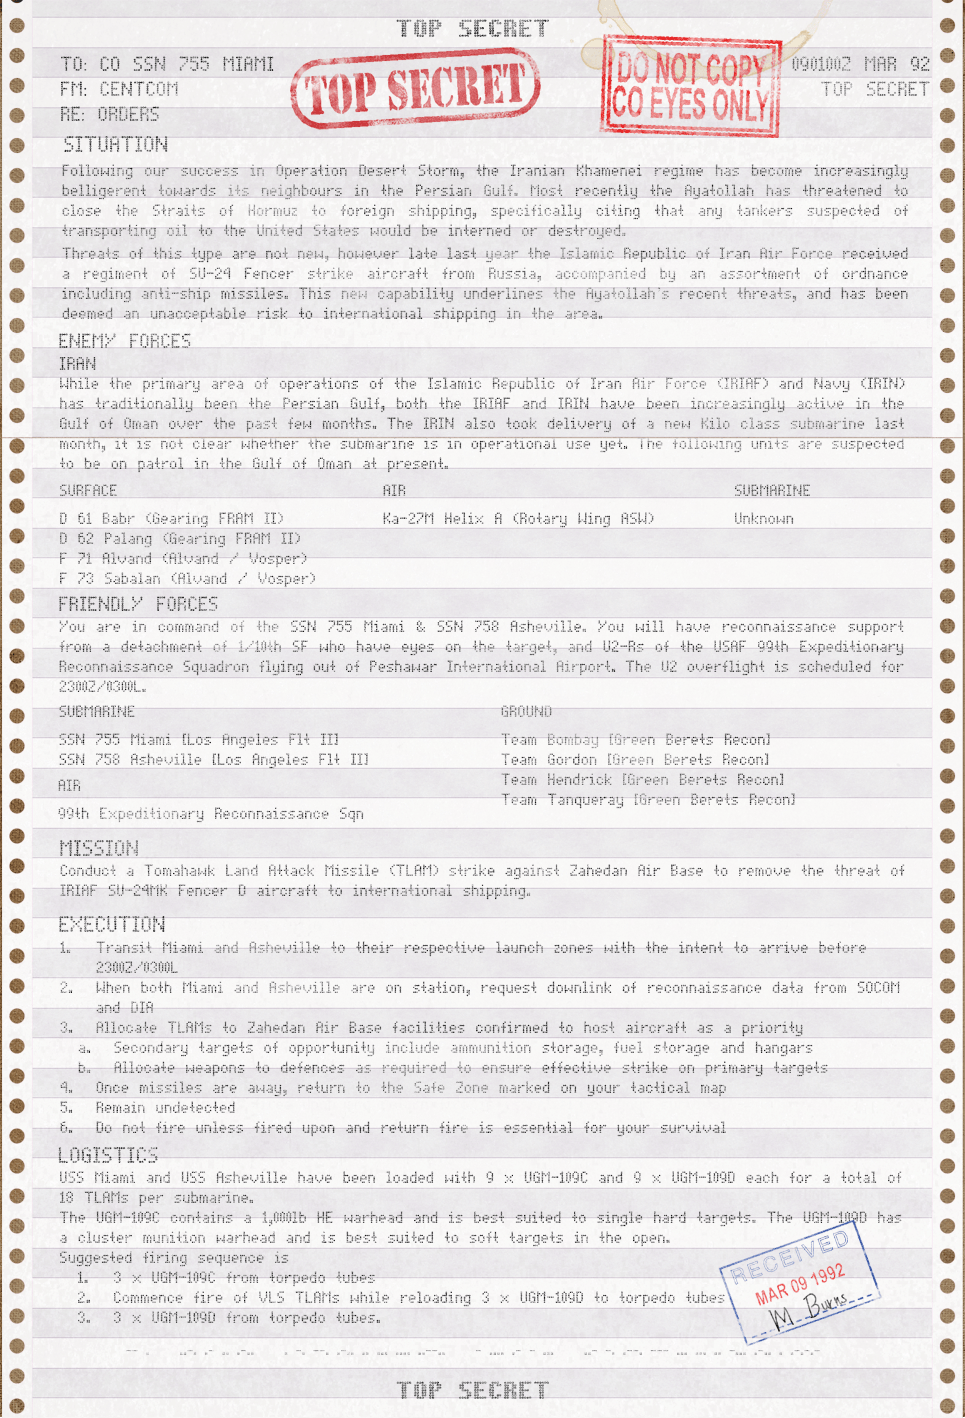 TOP SECRET
TO: CO SSN 755 MIAMI
TOP SECRET
DO NOT COPY
CO EYES ONLY
090100Z MAR 92
FM: CENTCOM
TOP SECRET
RE: ORDERS
SITUATION
Following our success in Operation Desert Storm, the Iranian Khamenei regime has become increasingly
belligerent towards its neighbours in the Persian Gulf. Most recently the Ayatollah has threatened to
close the Straits of Hormuz to foreign shipping, specifically citing that any tankers suspected of
transporting oil to the United States would be interned or destroyed.
Threats of this type are not new, however late last year the Islamic Republic of Iran Air Force received
a regiment of SU-24 Fencer strike aircraft from Russia, accompanied by an assortment of ordnance
including anti-ship missiles. This new capability underlines the Ayatollah's recent threats, and has been
deemed an unacceptable risk to international shipping in the area.
ENEMY FORCES
IRAN
While the primary area of operations of the Islamic Republic of Iran Air Force (IRIAF) and Navy (IRIN)
has traditionally been the Persian Gulf, both the IRIAF and IRIN have been increasingly active in the
Gulf of Oman over the past few months. The IRIN also took delivery of a new Kilo class submarine last
month, it is not clear whether the submarine is in operational use yet. The following units are suspected
to be on patrol in the Gulf of Oman at present.
SURFACE AIR SUBMARINE
D 61 Babr (Gearing FRAM II) Ka-27M Helix A (Rotary Wing ASW) Unknown
D 62 Palang (Gearing FRAM II)
F 71 Alvand (Alvand / Vosper)
F 73 Sabalan (Alvand / Vosper)
FRIENDLY FORCES
You are in command of the SSN 755 Miami & SSN 758 Asheville. You will have reconnaissance support
from a detachment of 1/10th SF who have eyes on the target, and U2-Rs of the USAF 99th Expeditionary
Reconnaissance Squadron flying out of Peshawar International Airport. The U2 overflight is scheduled for
2300Z/0300L.
SUBMARINE GROUND
SSN 755 Miami [Los Angeles Flt II] Team Bombay [Green Berets Recon]
SSN 758 Asheville [Los Angeles Flt II] Team Gordon [Green Berets Recon]
AIR Team Hendrick [Green Berets Recon]
Team Tanqueray [Green Berets Recon]
99th Expeditionary Reconnaissance Sqn
MISSION
Conduct a Tomahawk Land Attack Missile (TLAM) strike against Zahedan Air Base to remove the threat of
IRIAF SU-24MK Fencer D aircraft to international shipping.
EXECUTION
1. Transit Miami and Asheville to their respective launch zones with the intent to arrive before
2300Z/0300L
2. When both Miami and Asheville are on station, request downlink of reconnaissance data from SOCOM
and DIA
3. Allocate TLAMs to Zahedan Air Base facilities confirmed to host aircraft as a priority
a. Secondary targets of opportunity include ammunition storage, fuel storage and hangars
b. Allocate weapons to defences as required to ensure effective strike on primary targets
4. Once missiles are away, return to the Safe Zone marked on your tactical map
5. Remain undetected
6. Do not fire unless fired upon and return fire is essential for your survival
LOGISTICS
USS Miami and USS Asheville have been loaded with 9 x UGM-109C and 9 x UGM-109D each for a total of
18 TLAMs per submarine.
The UGM-109C contains a 1,000lb HE warhead and is best suited to single hard targets. The UGM-109D has
a cluster munition warhead and is best suited to soft targets in the open.
Suggested firing sequence is
1. 3 x UGM-109C from torpedo tubes
2. Commence fire of VLS TLAMs while reloading 3 x UGM-109D to torpedo tubes
3. 3 x UGM-109D from torpedo tubes.
RECEIVED
MAR 09 1992
M. Burns
TOP SECRET